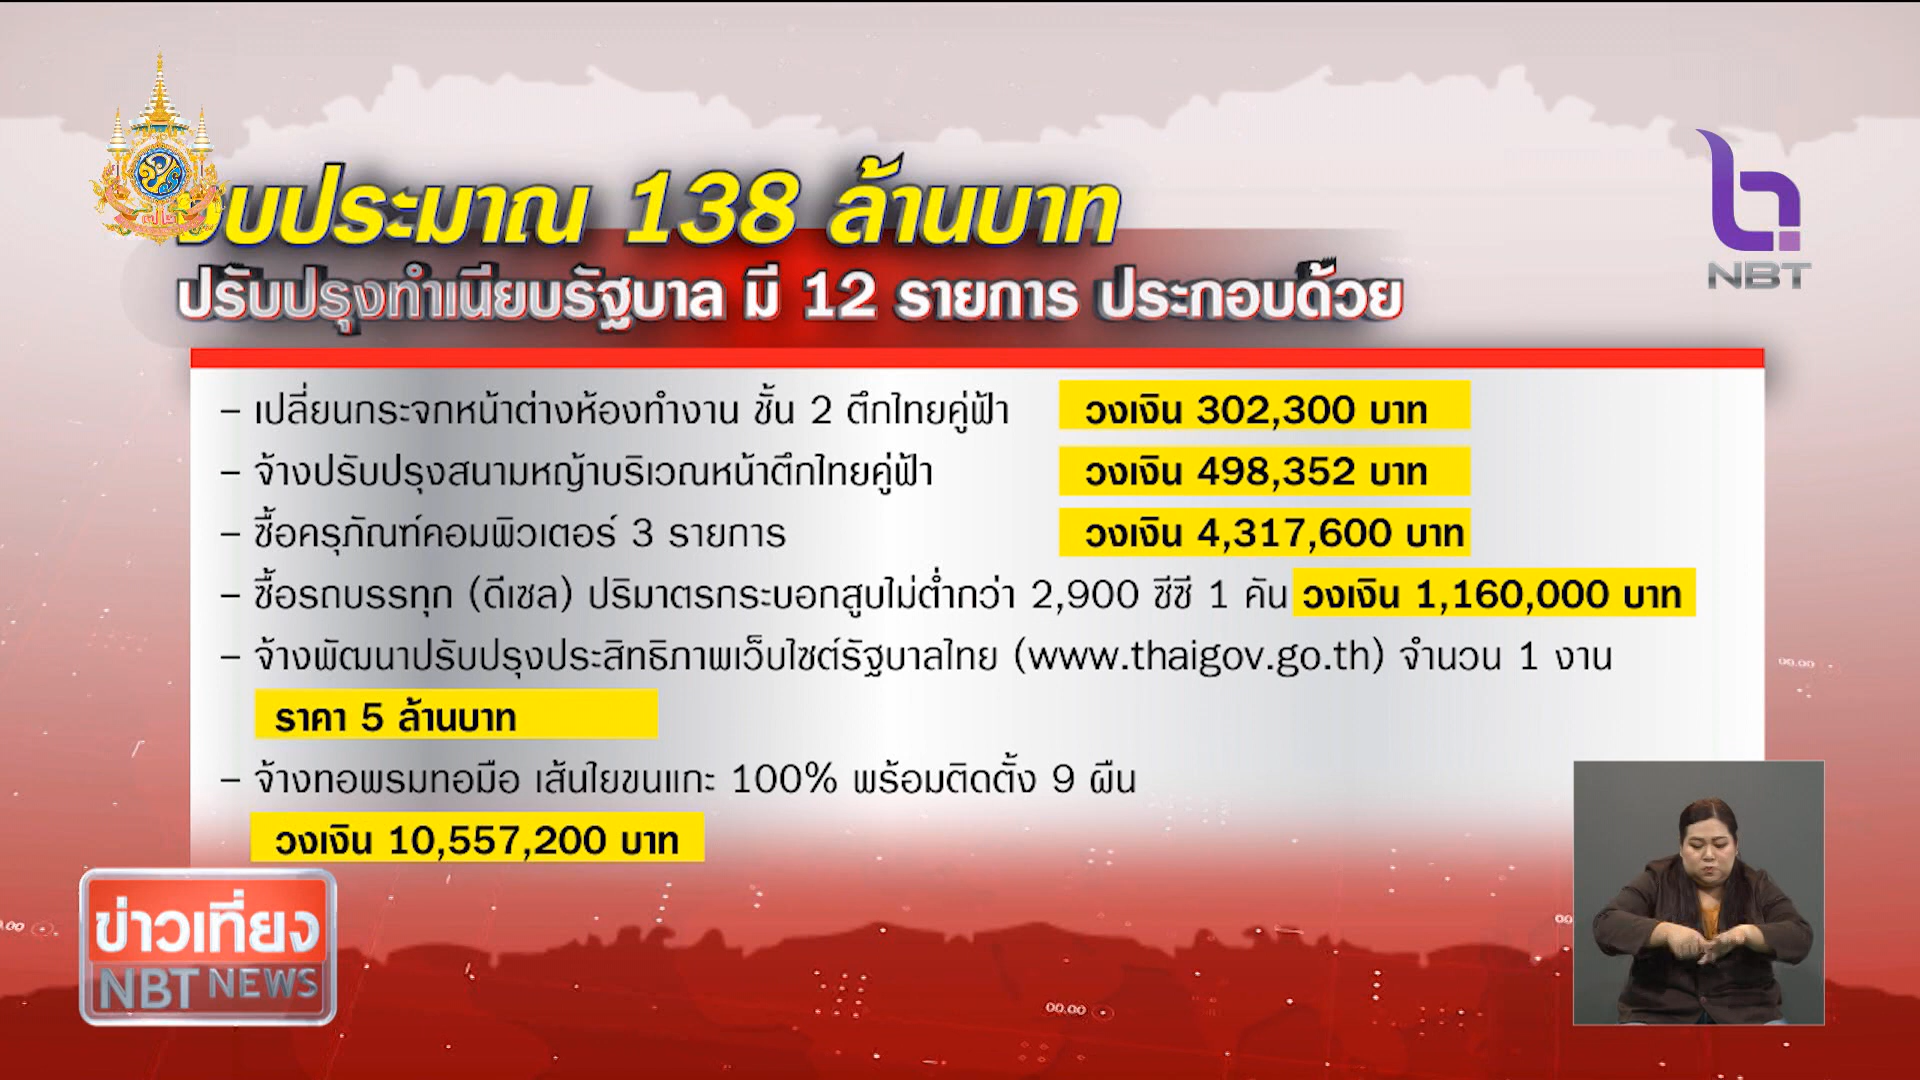 งบประมาณ 138 ล้านบาท
ปรับปรุงทำเนียบรัฐบาล มี 12 รายการ ประกอบด้วย
NBT
– เปลี่ยนกระจกหน้าต่างห้องทำงาน ชั้น 2 ตึกไทยคู่ฟ้า วงเงิน 302,300 บาท
– จ้างปรับปรุงสนามหญ้าบริเวณหน้าตึกไทยคู่ฟ้า วงเงิน 498,352 บาท
– ซื้อครุภัณฑ์คอมพิวเตอร์ 3 รายการ วงเงิน 4,317,600 บาท
– ซื้อรถบรรทุก (ดีเซล) ปริมาตรกระบอกสูบไม่ต่ำกว่า 2,900 ซีซี 1 คัน วงเงิน 1,160,000 บาท
– จ้างพัฒนาปรับปรุงประสิทธิภาพเว็บไซต์รัฐบาลไทย (www.thaigov.go.th) จำนวน 1 งาน
ราคา 5 ล้านบาท
– จ้างทอพรมทอมือ เส้นใยขนแกะ 100% พร้อมติดตั้ง 9 ผืน
วงเงิน 10,557,200 บาท
ข่าวเที่ยง
NBT NEWS
00.00
00.00